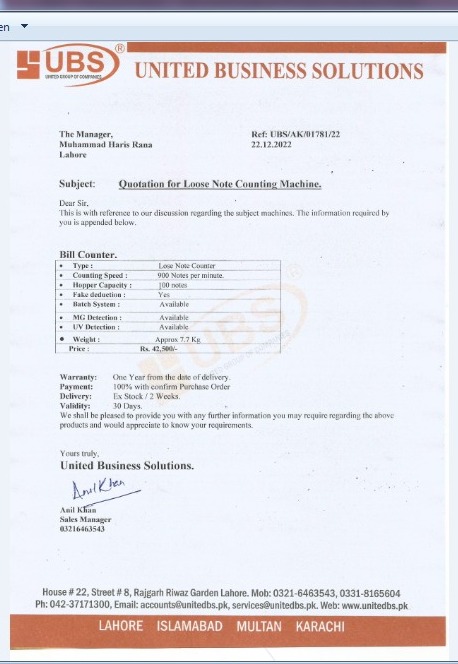 en
UBS®
UNITED GROUP OF COMPANIES
UNITED BUSINESS SOLUTIONS
The Manager, Ref: UBS/AK/01781/22
Muhammad Haris Rana 22.12.2022
Lahore
Subject: Quotation for Loose Note Counting Machine.
Dear Sir,
This is with reference to our discussion regarding the subject machines. The information required by
you is appended below.
Bill Counter.
• Type : Lose Note Counter
• Counting Speed : 900 Notes per minute.
• Hopper Capacity : 100 notes
• Fake deduction : Yes
• Batch System : Available
• MG Detection : Available
• UV Detection : Available
• Weight : Approx 7.7 Kg
Price : Rs. 42,500/-
Warranty: One Year from the date of delivery.
Payment: 100% with confirm Purchase Order
Delivery: Ex Stock / 2 Weeks.
Validity: 30 Days.
We shall be pleased to provide you with any further information you may require regarding the above
products and would appreciate to know your requirements.
Yours truly,
United Business Solutions.
Anil Khan
Anil Khan
Sales Manager
03216463543
House # 22, Street # 8, Rajgarh Riwaz Garden Lahore. Mob: 0321-6463543, 0331-8165604
Ph: 042-37171300, Email: accounts@unitedbs.pk, services@unitedbs.pk. Web: www.unitedbs.pk
LAHORE ISLAMABAD MULTAN KARACHI